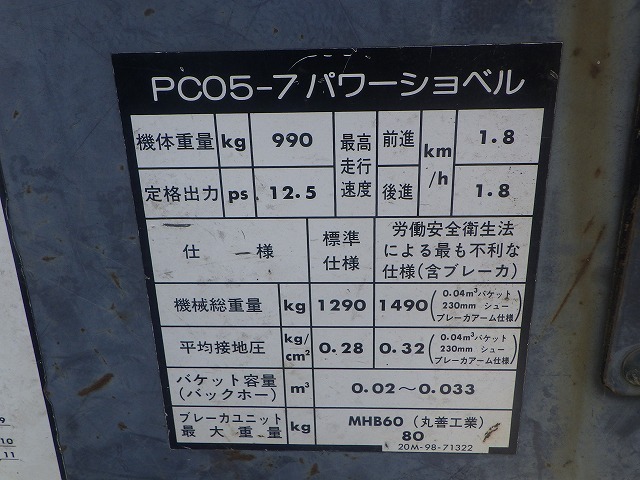 PC05-7パワーショベル
機体重量 kg 990 最高走行速度 前進 km/h 1.8
定格出力 ps 12.5 後進 1.8
仕様 標準仕様 労働安全衛生法
による最も不利な
仕様(含ブレーカ)
機械総重量 kg 1290 1490 (0.04m³バケット
230mm シュー
ブレーカアーム仕様)
平均接地圧 kg/cm² 0.28 0.32 (0.04m³バケット
230mm シュー
ブレーカアーム仕様)
バケット容量
(バックホー) m³ 0.02〜0.033
ブレーカユニット
最大重量 kg MHB60(丸善工業)
80
20M-98-71322
9
10
11